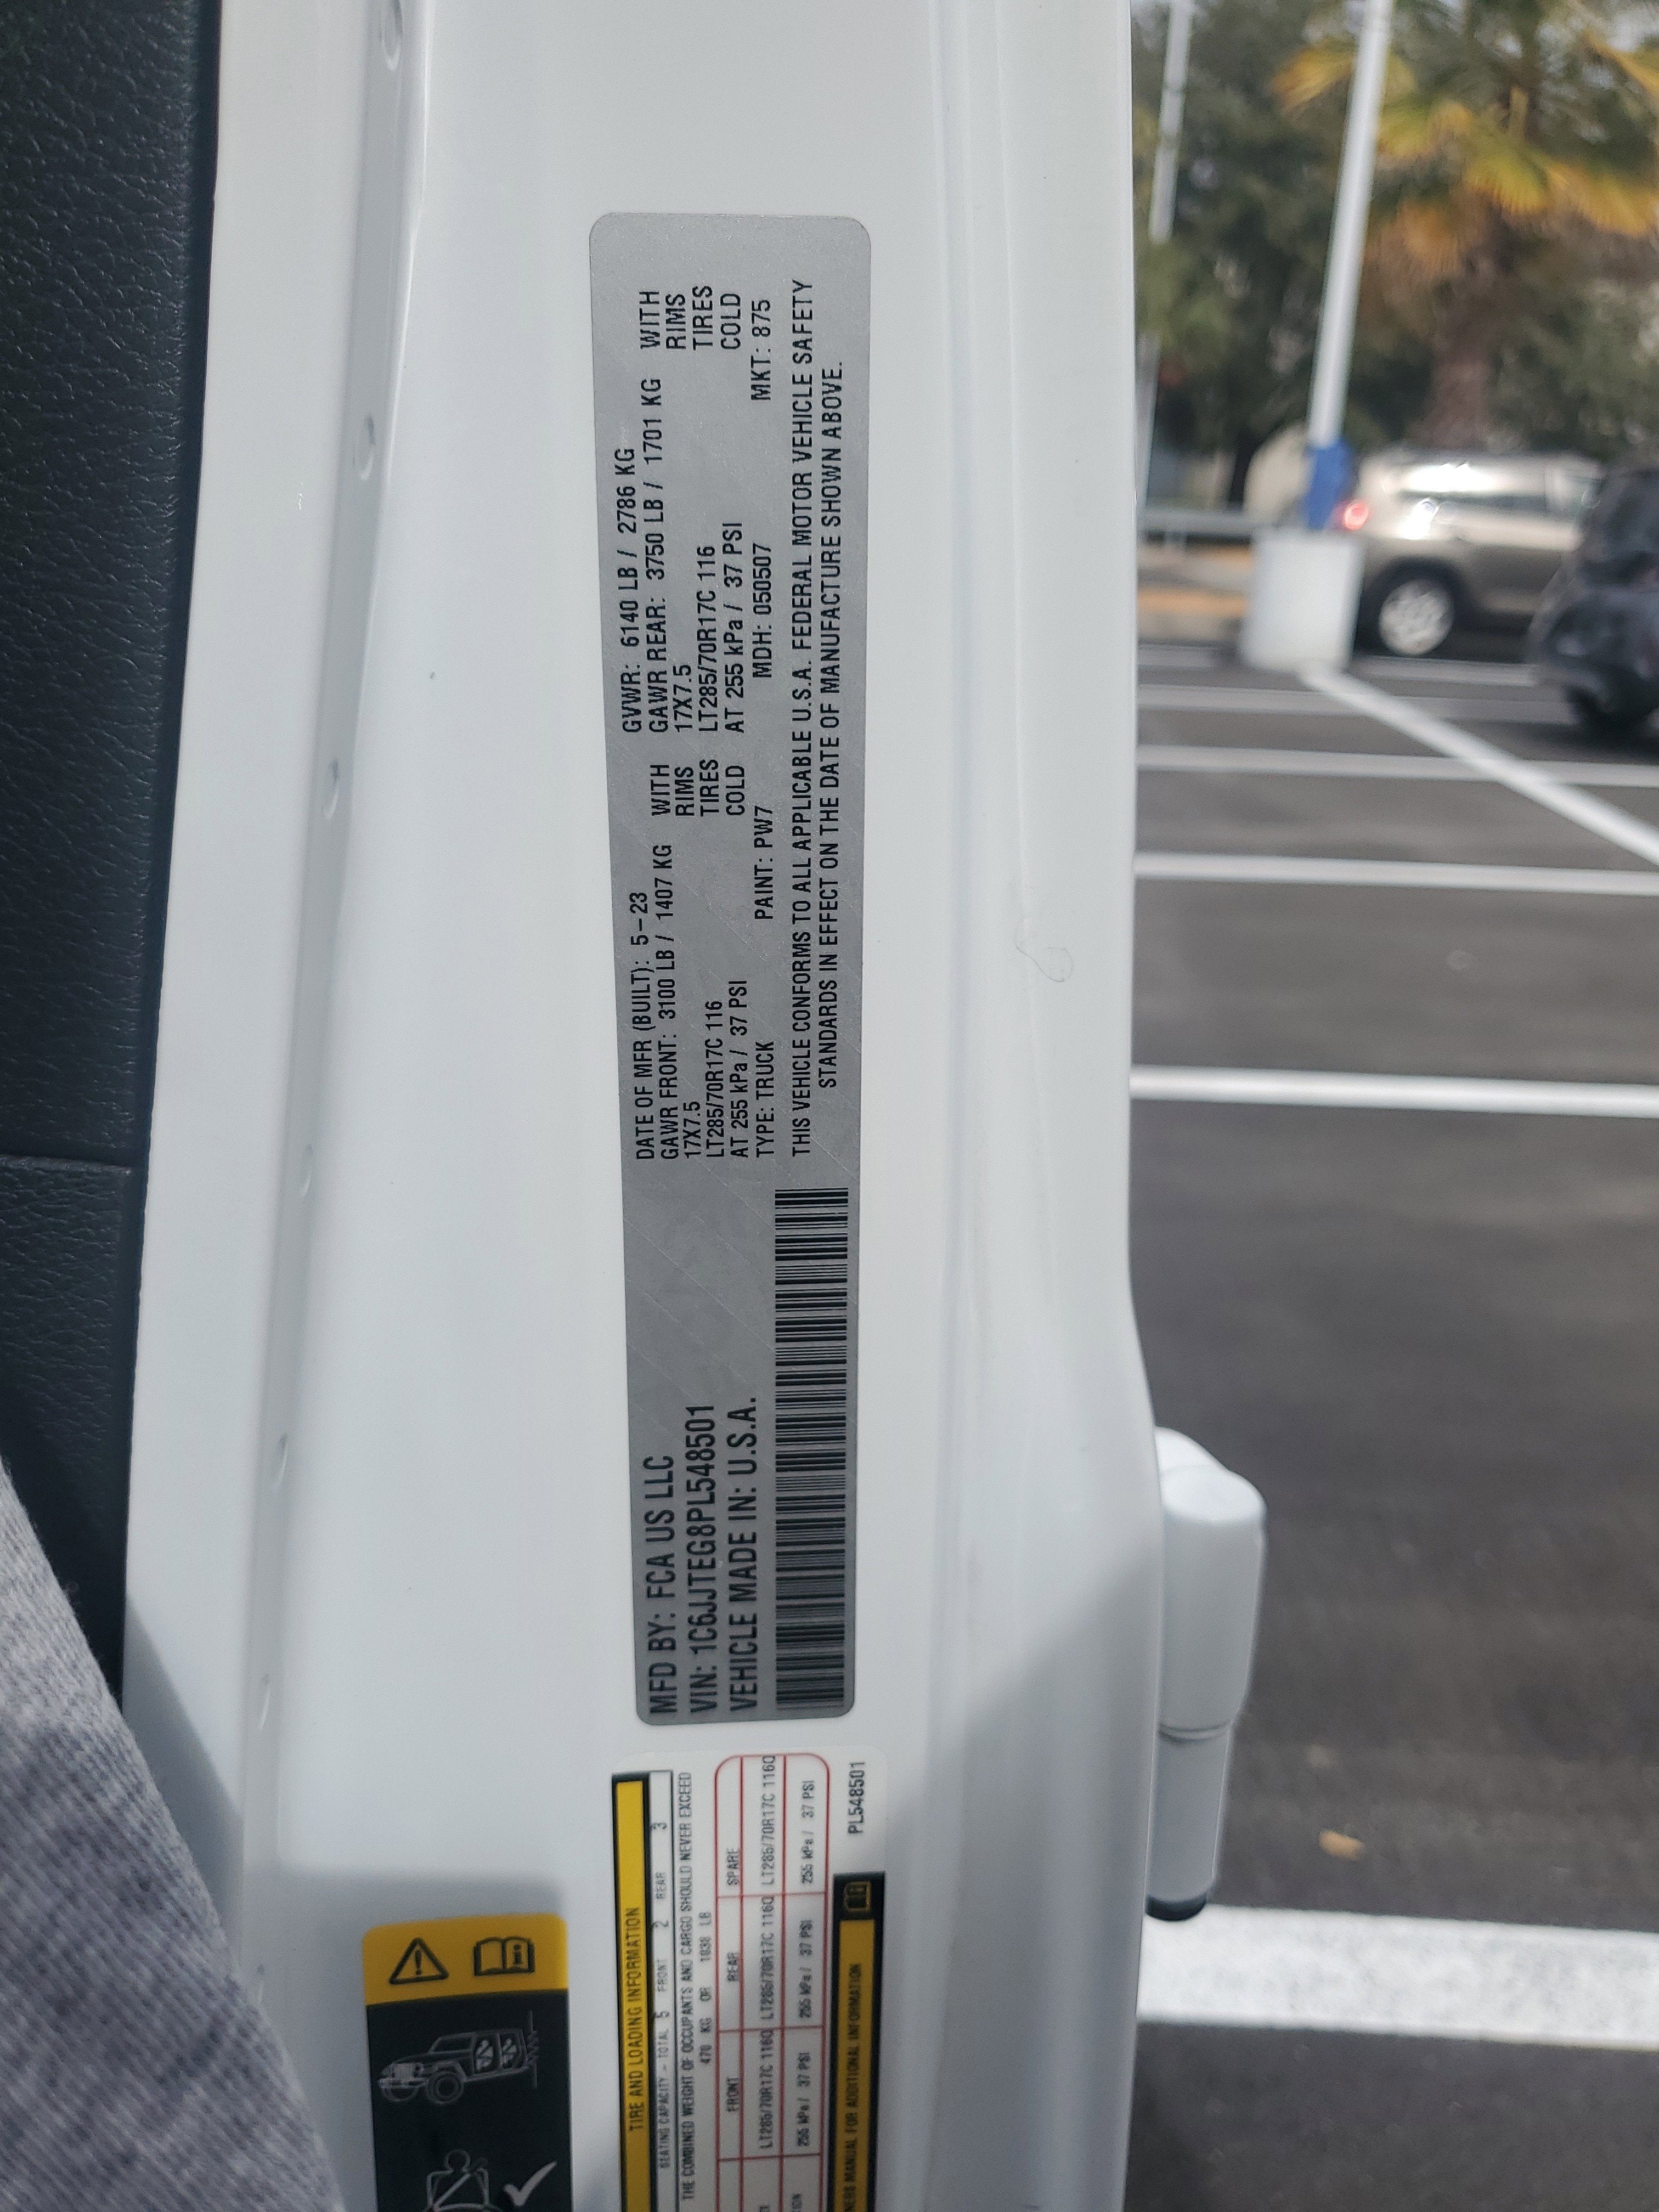 MFD BY: FCA US LLC
VIN: 1C6JJTEG8PL548501
VEHICLE MADE IN: U.S.A.
DATE OF MFR (BUILT): 5-23 GVWR: 6140 LB / 2786 KG
GAWR FRONT: 3100 LB / 1407 KG WITH GAWR REAR: 3750 LB / 1701 KG WITH
17X7.5 RIMS 17X7.5 RIMS
LT285/70R17C 116 TIRES LT285/70R17C 116 TIRES
AT 255 kPa / 37 PSI COLD AT 255 kPa / 37 PSI COLD
TYPE: TRUCK PAINT: PW7 MDH: 050507 MKT: 875
THIS VEHICLE CONFORMS TO ALL APPLICABLE U.S.A. FEDERAL MOTOR VEHICLE SAFETY
STANDARDS IN EFFECT ON THE DATE OF MANUFACTURE SHOWN ABOVE.
TIRE AND LOADING INFORMATION
SEATING CAPACITY - TOTAL 5 FRONT 2 REAR 3
THE COMBINED WEIGHT OF OCCUPANTS AND CARGO SHOULD NEVER EXCEED
470 KG OR 1038 LB
FRONT REAR SPARE
LT285/70R17C 116Q LT285/70R17C 116Q LT285/70R17C 116Q
255 kPa / 37 PSI 255 kPa / 37 PSI 255 kPa / 37 PSI
MANUAL FOR ADDITIONAL INFORMATION PL548501